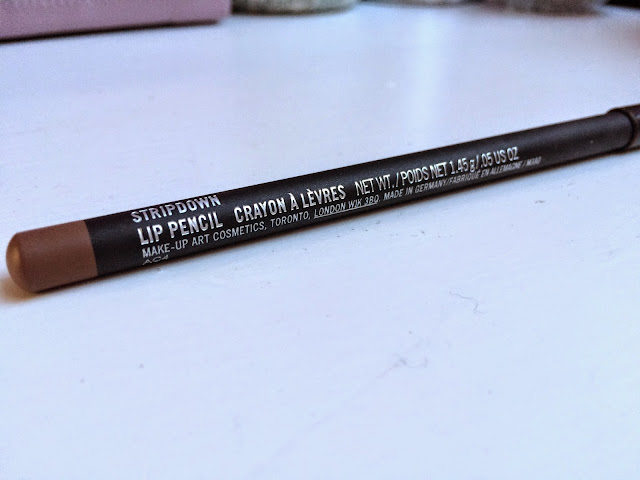 STRIPDOWN
LIP PENCIL CRAYON À LÈVRES NET WT./POIDS NET 1.45 g/.05 US OZ
MAKE-UP ART COSMETICS, TORONTO, LONDON W1K 3BQ. MADE IN GERMANY/FABRIQUÉ EN ALLEMAGNE/
AC4